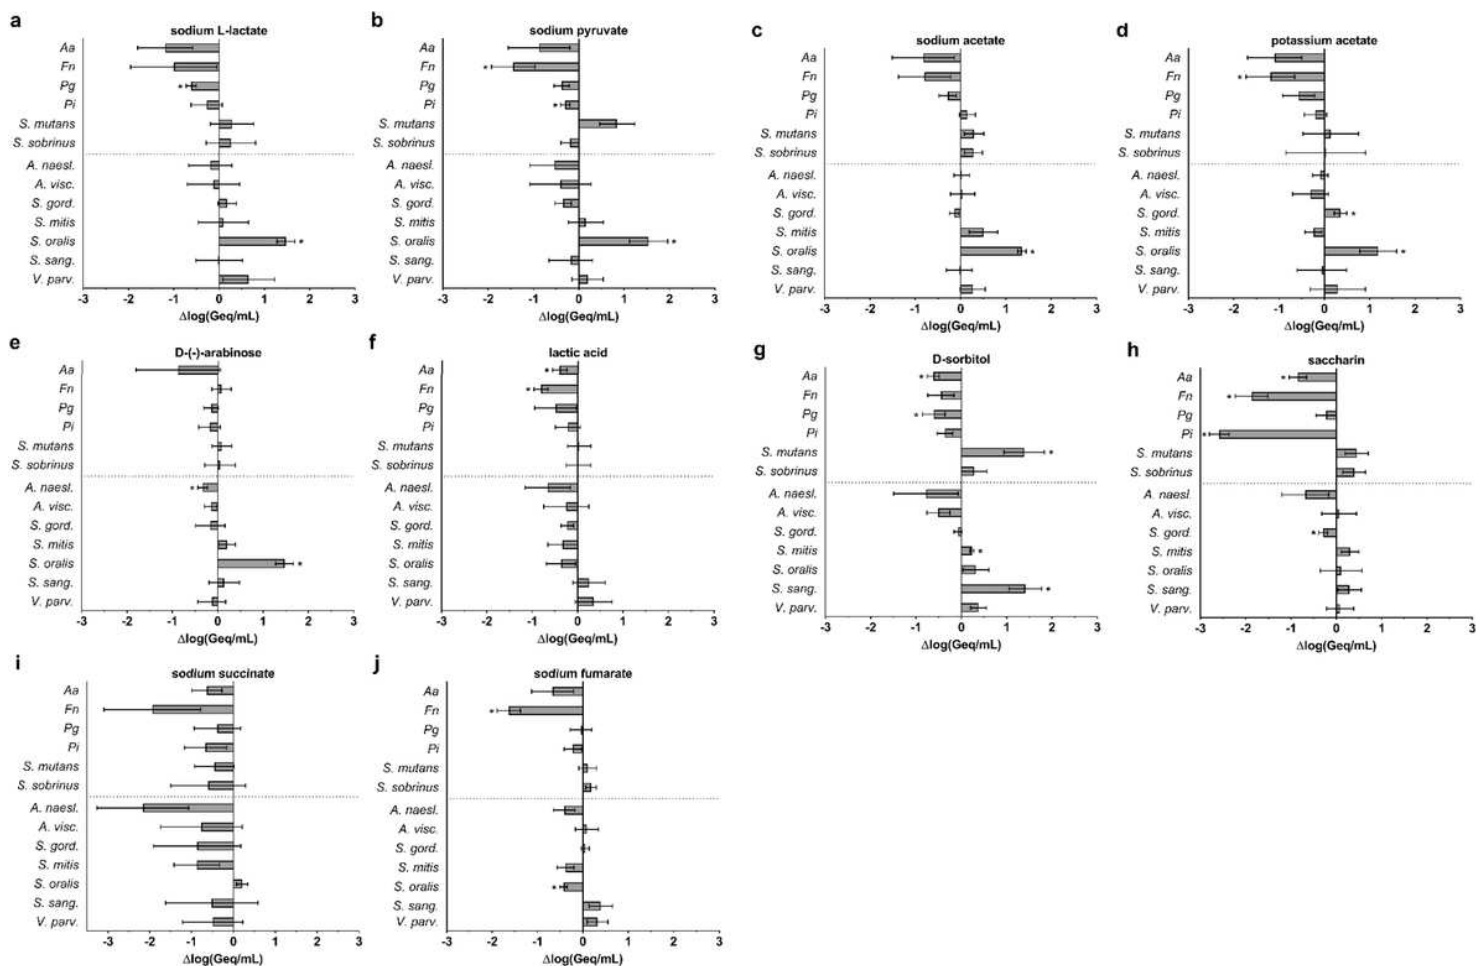 a
sodium L-lactate
Aa
Fn
* Pg
Pi
S. mutans
S. sobrinus
A. naesl.
A. visc.
S. gord.
S. mitis
S. oralis *
S. sang.
V. parv.
-3 -2 -1 0 1 2 3
Δlog(Geq/mL)
b
sodium pyruvate
Aa
Fn *
Pg
Pi *
S. mutans
S. sobrinus
A. naesl.
A. visc.
S. gord.
S. mitis
S. oralis *
S. sang.
V. parv.
-3 -2 -1 0 1 2 3
Δlog(Geq/mL)
c
sodium acetate
Aa
Fn
Pg
Pi
S. mutans
S. sobrinus
A. naesl.
A. visc.
S. gord.
S. mitis
S. oralis *
S. sang.
V. parv.
-3 -2 -1 0 1 2 3
Δlog(Geq/mL)
d
potassium acetate
Aa
Fn *
Pg
Pi
S. mutans
S. sobrinus
A. naesl.
A. visc.
S. gord. *
S. mitis
S. oralis *
S. sang.
V. parv.
-3 -2 -1 0 1 2 3
Δlog(Geq/mL)
e
D-(-)-arabinose
Aa
Fn
Pg
Pi
S. mutans
S. sobrinus
A. naesl. *
A. visc.
S. gord.
S. mitis
S. oralis *
S. sang.
V. parv.
-3 -2 -1 0 1 2 3
Δlog(Geq/mL)
f
lactic acid
Aa *
Fn *
Pg
Pi
S. mutans
S. sobrinus
A. naesl.
A. visc.
S. gord.
S. mitis
S. oralis
S. sang.
V. parv.
-3 -2 -1 0 1 2 3
Δlog(Geq/mL)
g
D-sorbitol
Aa *
Fn
Pg *
Pi
S. mutans *
S. sobrinus
A. naesl.
A. visc.
S. gord.
S. mitis *
S. oralis
S. sang. *
V. parv.
-3 -2 -1 0 1 2 3
Δlog(Geq/mL)
h
saccharin
Aa *
Fn *
Pg
Pi *
S. mutans
S. sobrinus
A. naesl.
A. visc.
S. gord. *
S. mitis
S. oralis
S. sang.
V. parv.
-3 -2 -1 0 1 2 3
Δlog(Geq/mL)
i
sodium succinate
Aa
Fn
Pg
Pi
S. mutans
S. sobrinus
A. naesl.
A. visc.
S. gord.
S. mitis
S. oralis
S. sang.
V. parv.
-3 -2 -1 0 1 2 3
Δlog(Geq/mL)
j
sodium fumarate
Aa
Fn *
Pg
Pi
S. mutans
S. sobrinus
A. naesl.
A. visc.
S. gord.
S. mitis
S. oralis *
S. sang.
V. parv.
-3 -2 -1 0 1 2 3
Δlog(Geq/mL)